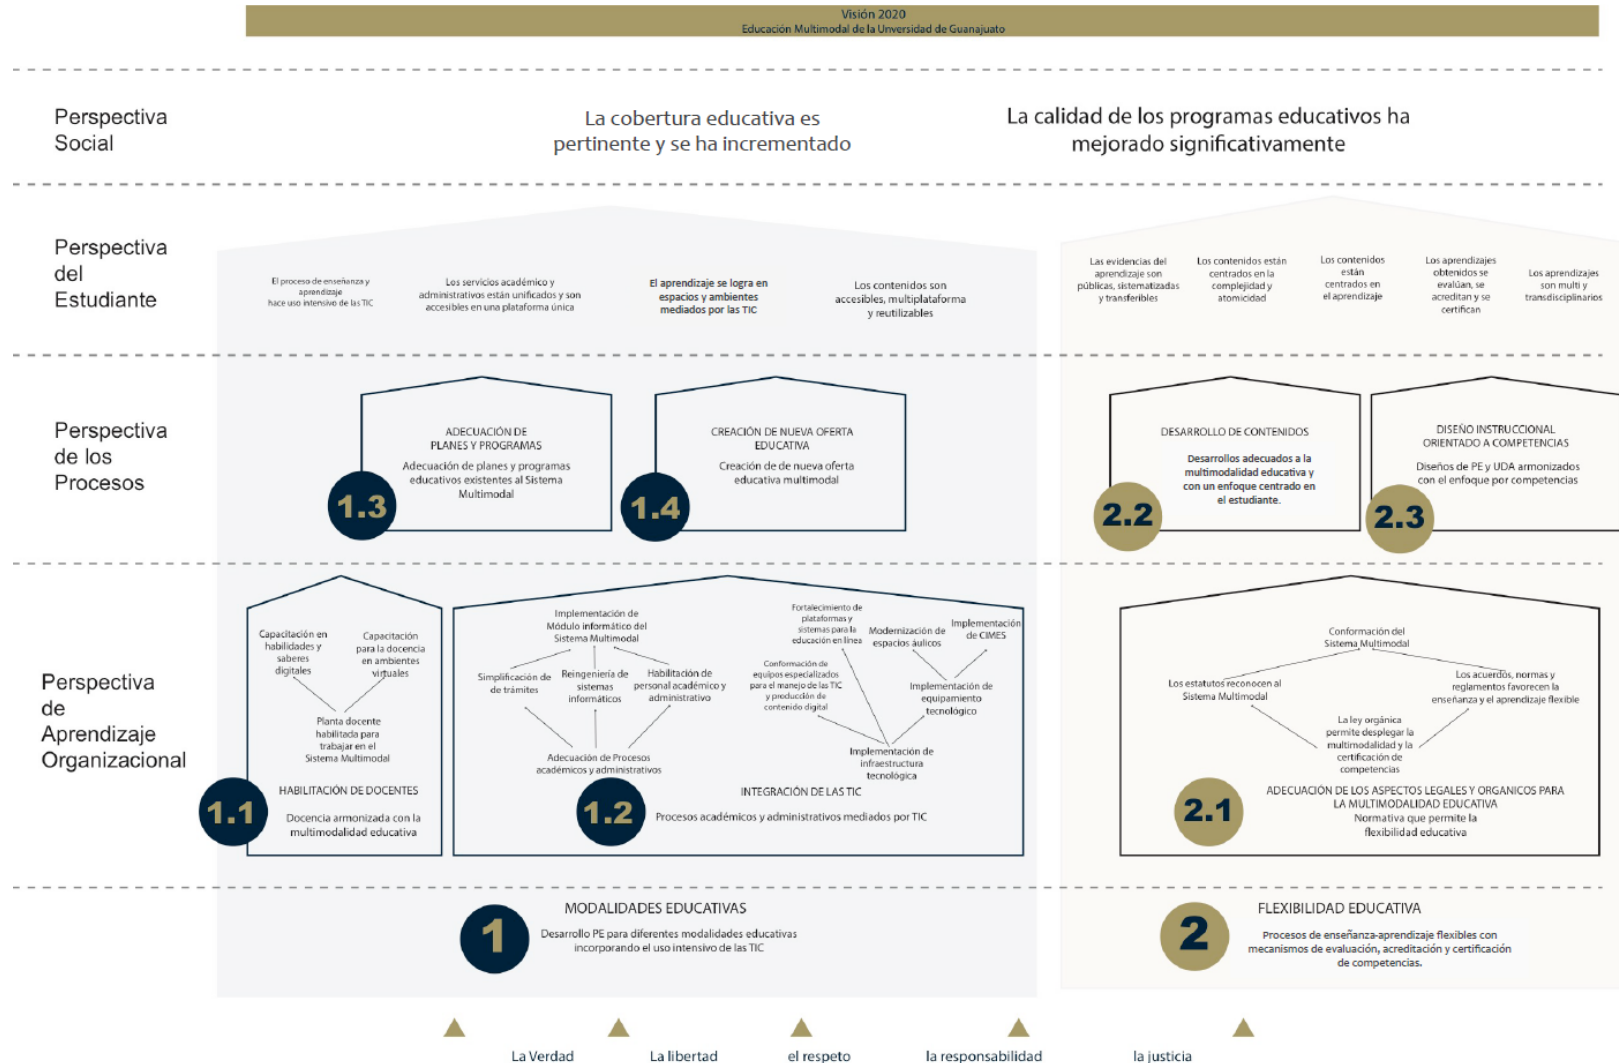 Visión 2020
Educación Multimodal de la Unversidad de Guanajuato
Perspectiva
Social
La cobertura educativa es
pertinente y se ha incrementado
La calidad de los programas educativos ha
mejorado significativamente
Perspectiva
del
Estudiante
El proceso de enseñanza y
aprendizaje
hace uso intensivo de las TIC
Los servicios académico y
administrativos están unificados y son
accesibles en una plataforma única
El aprendizaje se logra en
espacios y ambientes
mediados por las TIC
Los contenidos son
accesibles, multiplataforma
y reutilizables
Las evidencias del
aprendizaje son
públicas, sistematizadas
y transferibles
Los contenidos están
centrados en la
complejidad y
atomicidad
Los contenidos
están
centrados en
el aprendizaje
Los aprendizajes
obtenidos se
evalúan, se
acreditan y se
certifican
Los aprendizajes
son multi y
transdisciplinarios
Perspectiva
de los
Procesos
ADECUACIÓN DE
PLANES Y PROGRAMAS
Adecuación de planes y programas
educativos existentes al Sistema
Multimodal
1.3
CREACIÓN DE NUEVA OFERTA
EDUCATIVA
Creación de de nueva oferta
educativa multimodal
1.4
DESARROLLO DE CONTENIDOS
Desarrollos adecuados a la
multimodalidad educativa y
con un enfoque centrado en
el estudiante.
2.2
DISEÑO INSTRUCCIONAL
ORIENTADO A COMPETENCIAS
Diseños de PE y UDA armonizados
con el enfoque por competencias
2.3
Perspectiva
de
Aprendizaje
Organizacional
Capacitación en
habilidades y
saberes
digitales
Capacitación
para la docencia
en ambientes
virtuales
Planta docente
habilitada para
trabajar en el
Sistema Multimodal
1.1
HABILITACIÓN DE DOCENTES
Docencia armonizada con la
multimodalidad educativa
Implementación de
Módulo informático del
Sistema Multimodal
Simplificación de
de trámites
Reingeniería de
sistemas
informáticos
Habilitación de
personal académico y
administrativo
Adecuación de Procesos
académicos y administrativos
Fortalecimiento de
plataformas y
sistemas para la
educación en línea
Modernización de
espacios áulicos
Implementación
de CIMES
Conformación de
equipos especializados
para el manejo de las TIC
y producción de
contenido digital
Implementación de
equipamiento
tecnológico
Implementación de
infraestructura
tecnológica
1.2
INTEGRACIÓN DE LAS TIC
Procesos académicos y administrativos mediados por TIC
Conformación del
Sistema Multimodal
Los estatutos reconocen al
Sistema Multimodal
Los acuerdos, normas y
reglamentos favorecen la
enseñanza y el aprendizaje flexible
La ley orgánica
permite desplegar la
multimodalidad y la
certificación de
competencias
2.1
ADECUACIÓN DE LOS ASPECTOS LEGALES Y ORGANICOS PARA
LA MULTIMODALIDAD EDUCATIVA
Normativa que permite la
flexibilidad educativa
1
MODALIDADES EDUCATIVAS
Desarrollo PE para diferentes modalidades educativas
incorporando el uso intensivo de las TIC
2
FLEXIBILIDAD EDUCATIVA
Procesos de enseñanza-aprendizaje flexibles con
mecanismos de evaluación, acreditación y certificación
de competencias.
La Verdad
La libertad
el respeto
la responsabilidad
la justicia